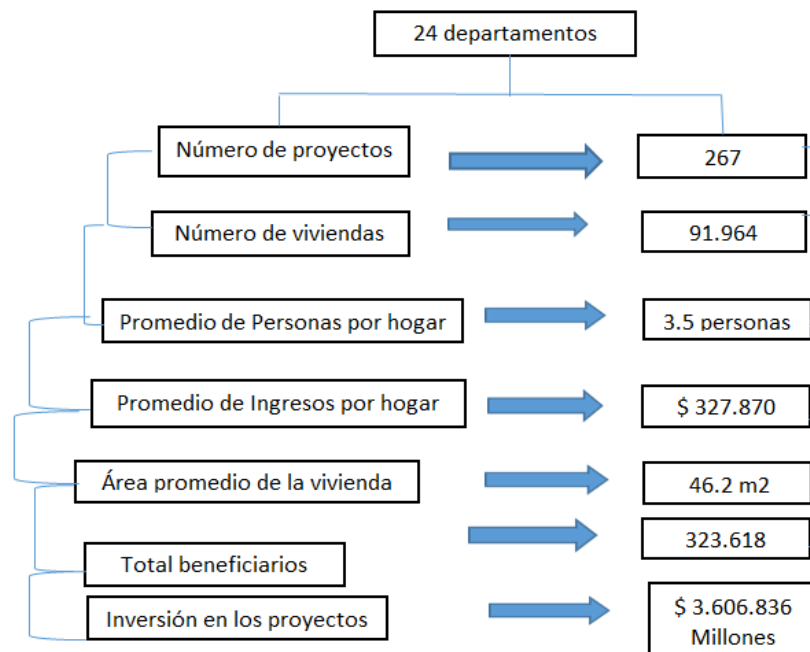 24 departamentos
Número de proyectos
267
Número de viviendas
91.964
Promedio de Personas por hogar
3.5 personas
Promedio de Ingresos por hogar
$ 327.870
Área promedio de la vivienda
46.2 m2
Total beneficiarios
323.618
Inversión en los proyectos
$ 3.606.836
Millones